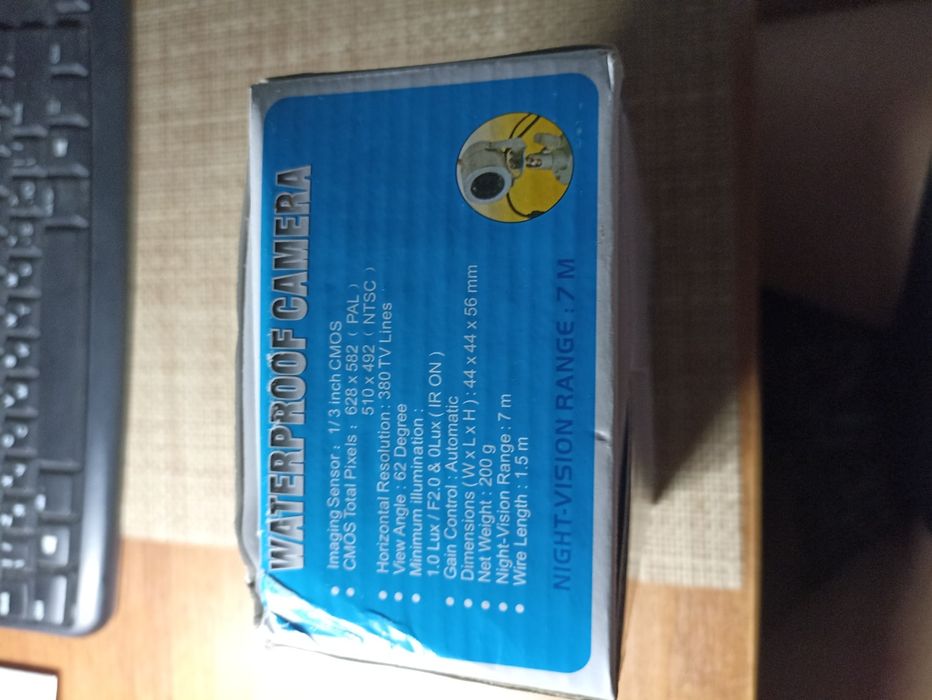 WATERPROOF CAMERA
• Imaging Sensor : 1/3 inch CMOS
• CMOS Total Pixels : 628 x 582 ( PAL )
510 x 492 ( NTSC )
• Horizontal Resolution : 380 TV Lines
• View Angle : 62 Degree
• Minimum illumination :
1.0 Lux / F2.0 & 0Lux ( IR ON )
• Gain Control : Automatic
• Dimensions ( W x L x H ) : 44 x 44 x 56 mm
• Net Weight : 200 g
• Night-Vision Range : 7 m
• Wire Length : 1.5 m
NIGHT-VISION RANGE : 7 M